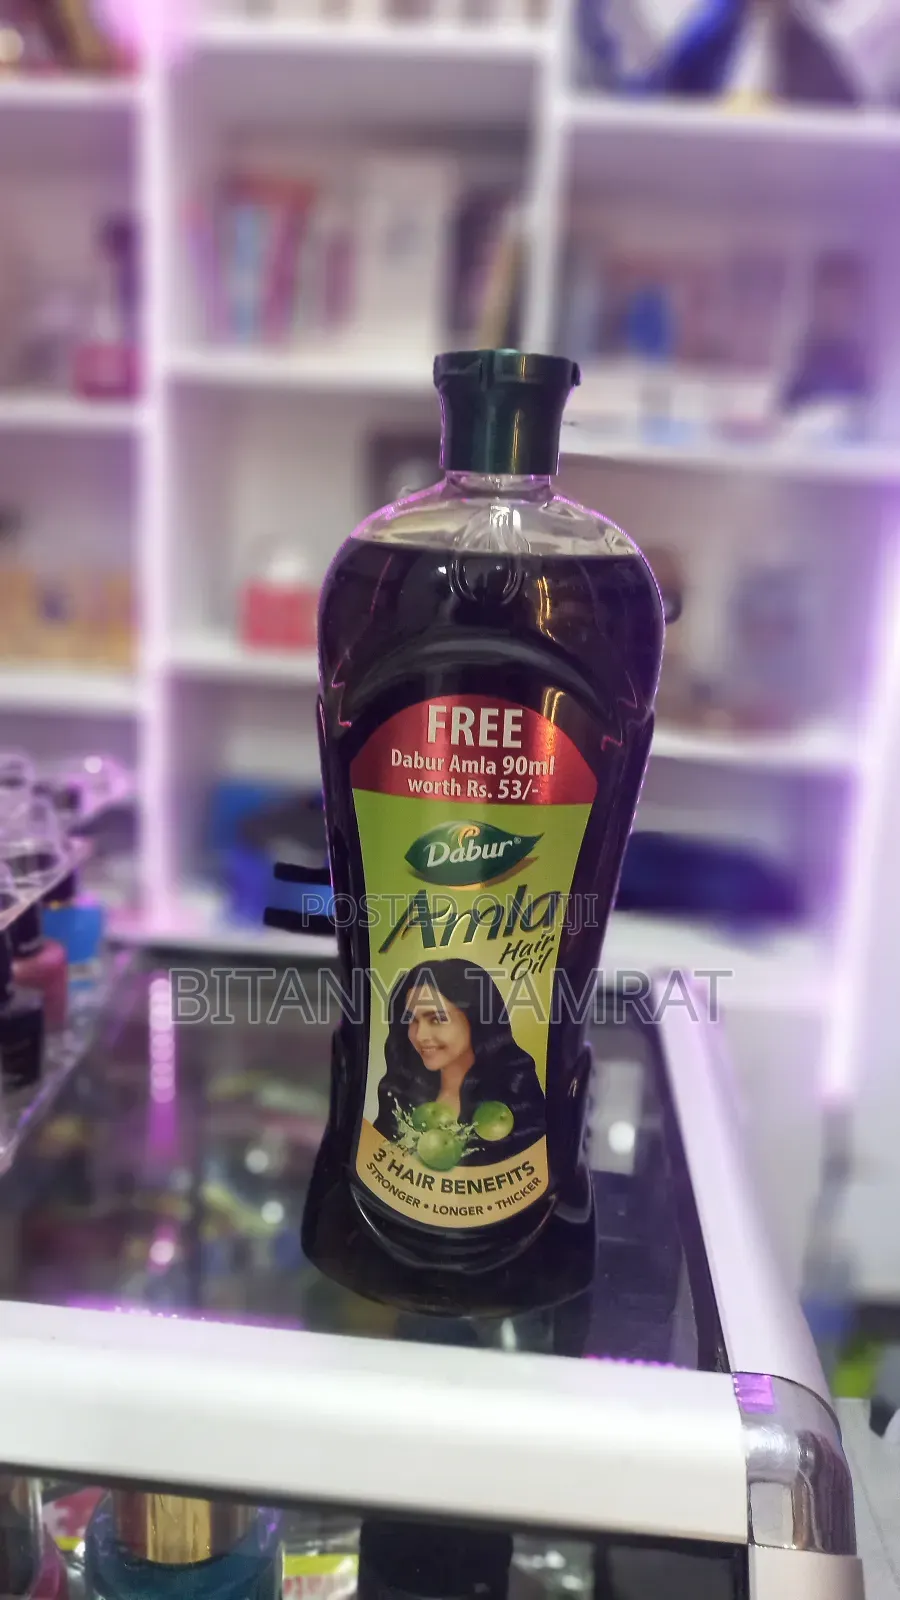 FREE
Dabur Amla 90ml
worth Rs. 53/-
Dabur®
Amla
Hair
Oil
POSTED ON JIJI
BITANYA TAMRAT
3 HAIR BENEFITS
STRONGER • LONGER • THICKER